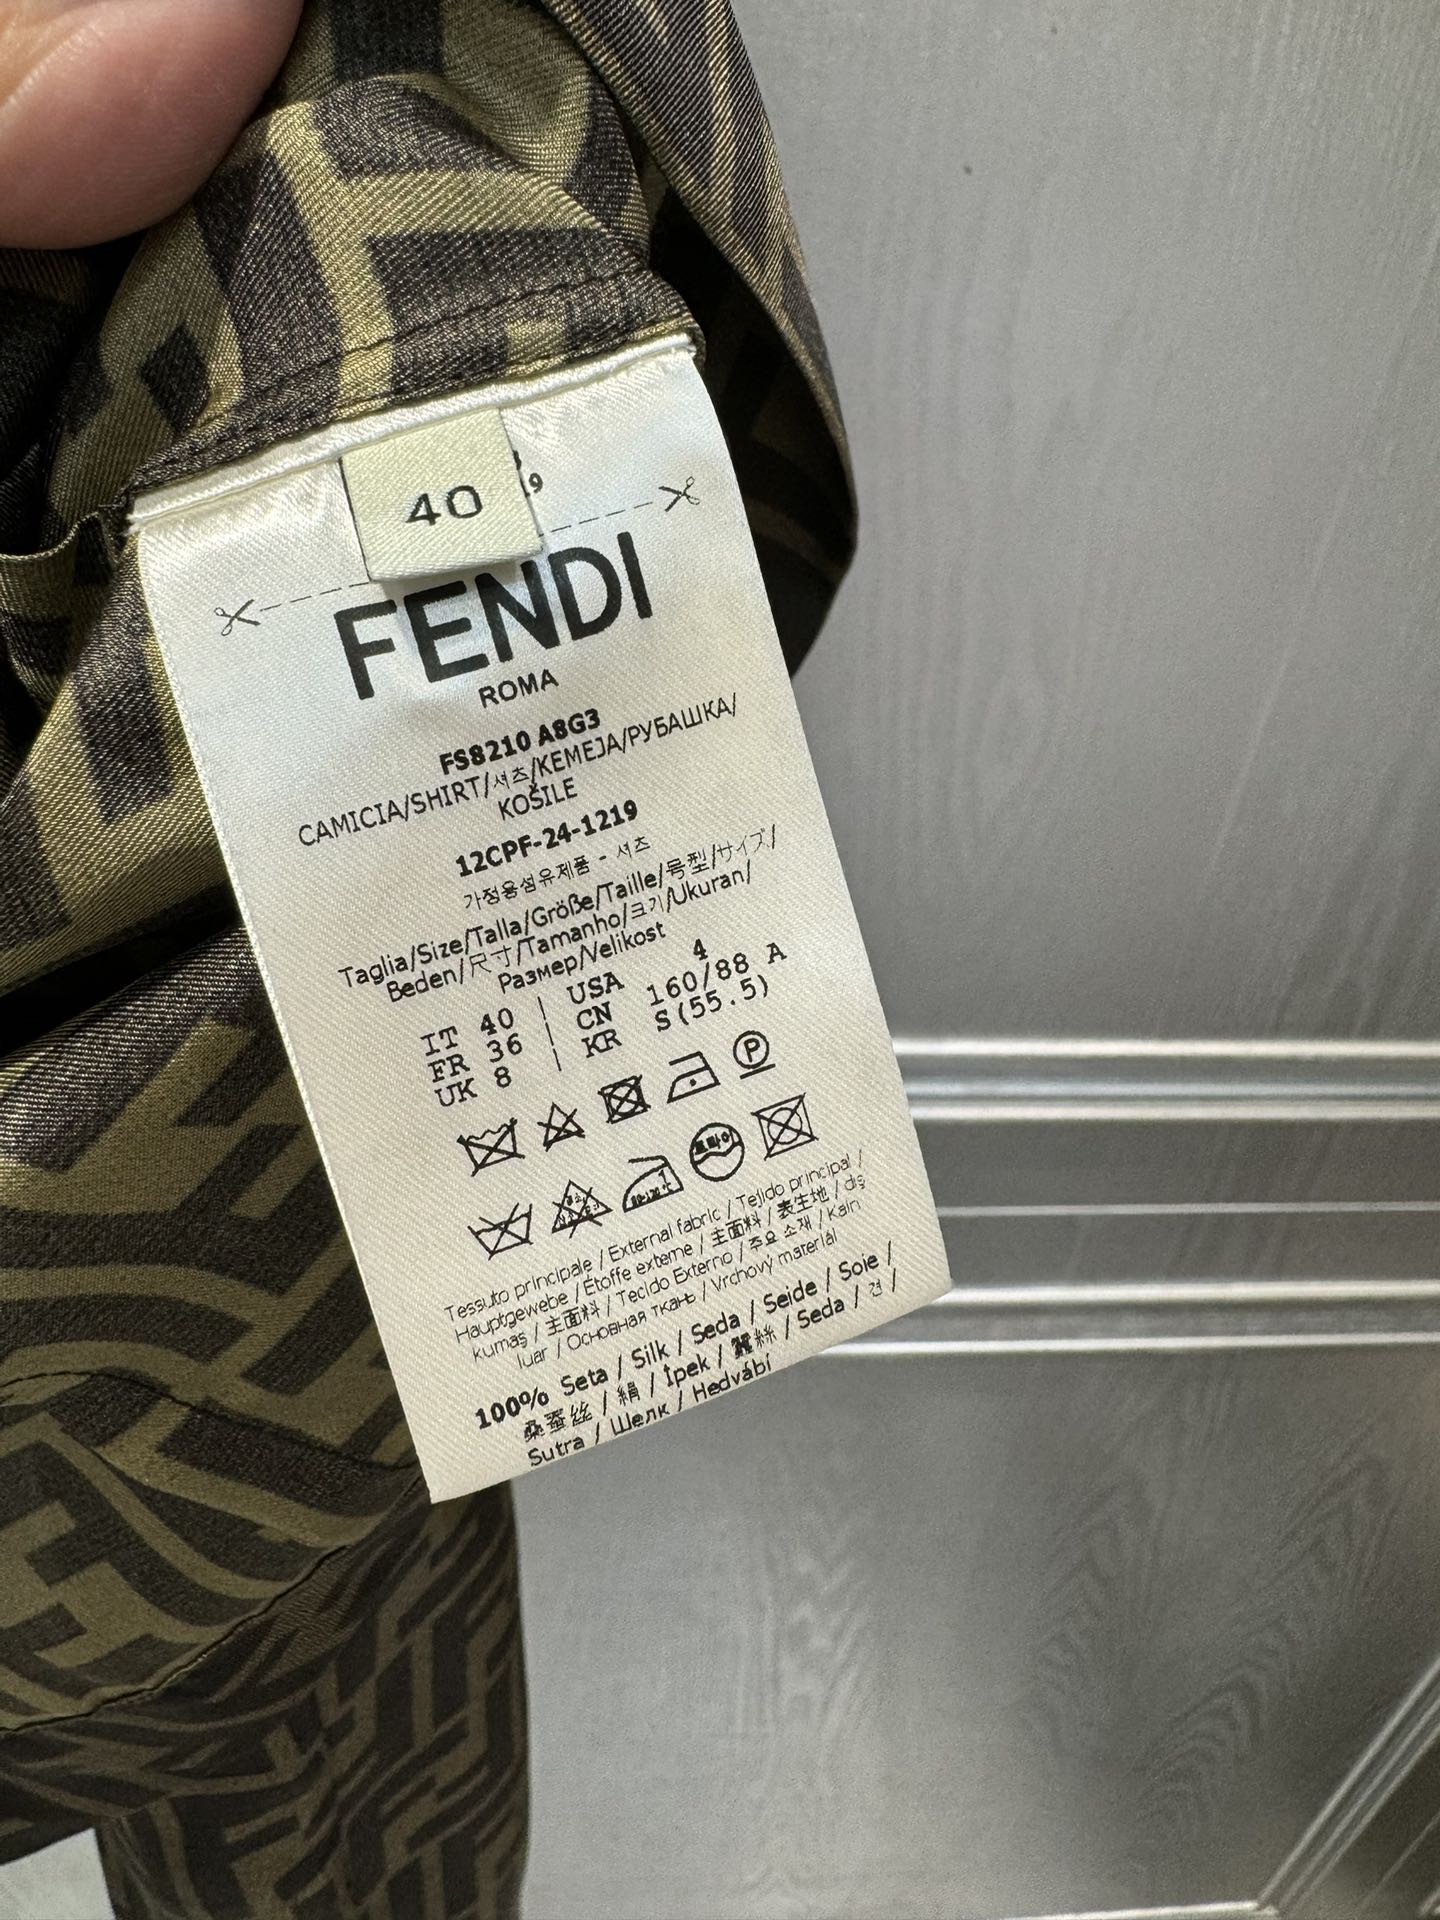 40
9
FENDI
ROMA
FS8210 A8G3
CAMICIA/SHIRT/셔츠/KEMEJA/РУБАШКА/
KOŠILE
12CPF-24-1219
가정용섬유제품 - 셔츠
Taglia/Size/Talla/Größe/Taille/号型/サイズ/
Beden/尺寸/Tamanho/크기/Ukuran/
Размер/Velikost
IT 40 | USA 4
FR 36 | CN 160/88 A
UK 8 | KR S(55.5)
P
드라이
Tessuto principale / External fabric / Tejido principal /
Hauptgewebe / Étoffe externe / 主面料 / 表生地 / dış
kumaş / 主面料 / Tecido Externo / 주요 소재 / Kain
luar / Основная ткань / Vrchový materiál
100% Seta / Silk / Seda / Seide / Soie /
桑蚕丝 / 絹 / İpek / 蠶絲 / Seda / 견 /
Sutra / Шелк / Hedvábí